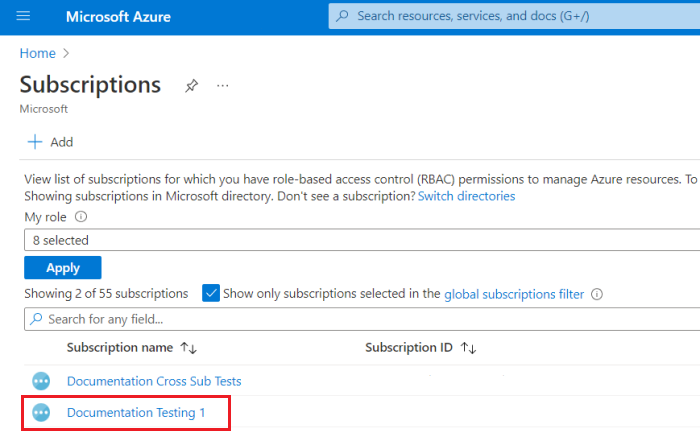 Microsoft Azure
Search resources, services, and docs (G+/)
Home
Subscriptions
Microsoft
Add
View list of subscriptions for which you have role-based access control (RBAC) permissions to manage Azure resources. To
Showing subscriptions in Microsoft directory. Don't see a subscription? Switch directories
My role
8 selected
Apply
Showing 2 of 55 subscriptions Show only subscriptions selected in the global subscriptions filter
Search for any field...
Subscription name Subscription ID
Documentation Cross Sub Tests
Documentation Testing 1